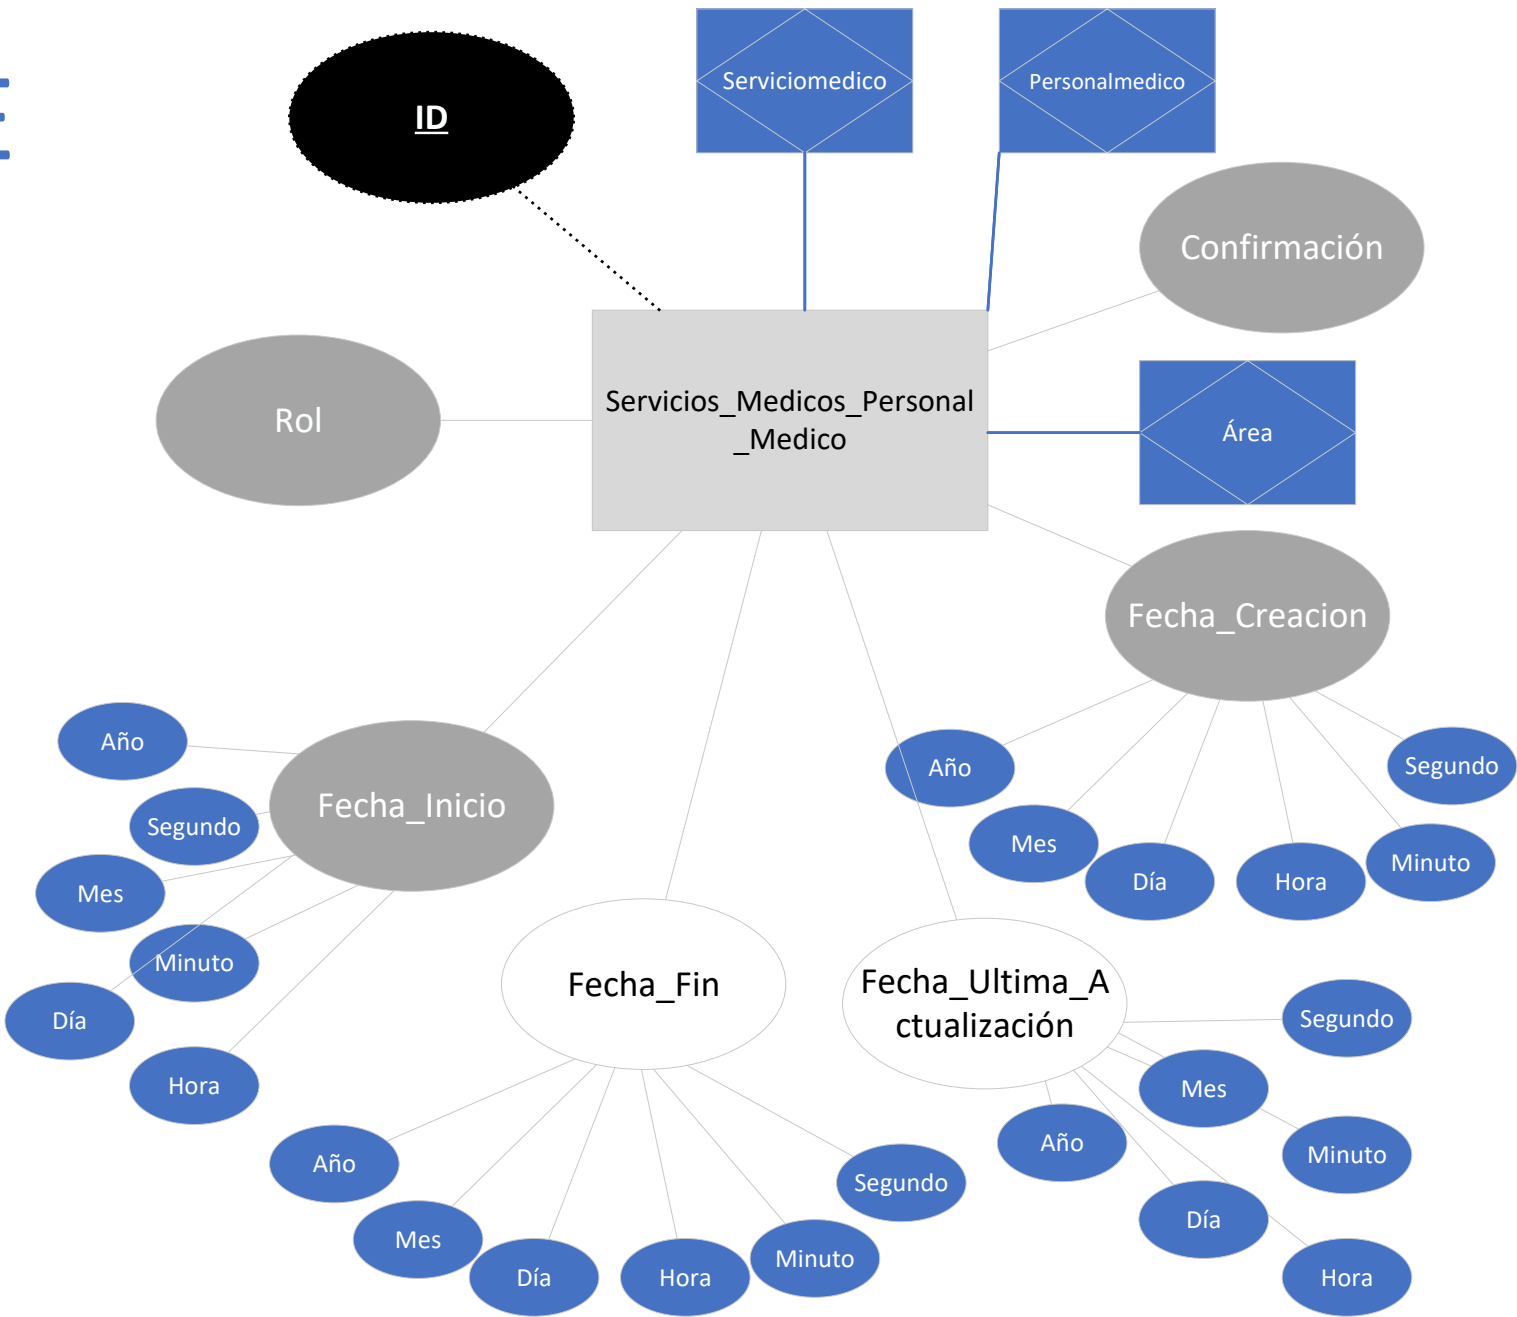 ID
Serviciomedico
Personalmedico
Confirmación
Servicios_Medicos_Personal
_Medico
Rol
Área
Fecha_Creacion
Año
Segundo
Mes
Día
Hora
Minuto
Fecha_Inicio
Año
Segundo
Mes
Minuto
Día
Hora
Fecha_Fin
Año
Mes
Día
Hora
Minuto
Segundo
Fecha_Ultima_A
ctualización
Segundo
Mes
Año
Minuto
Día
Hora